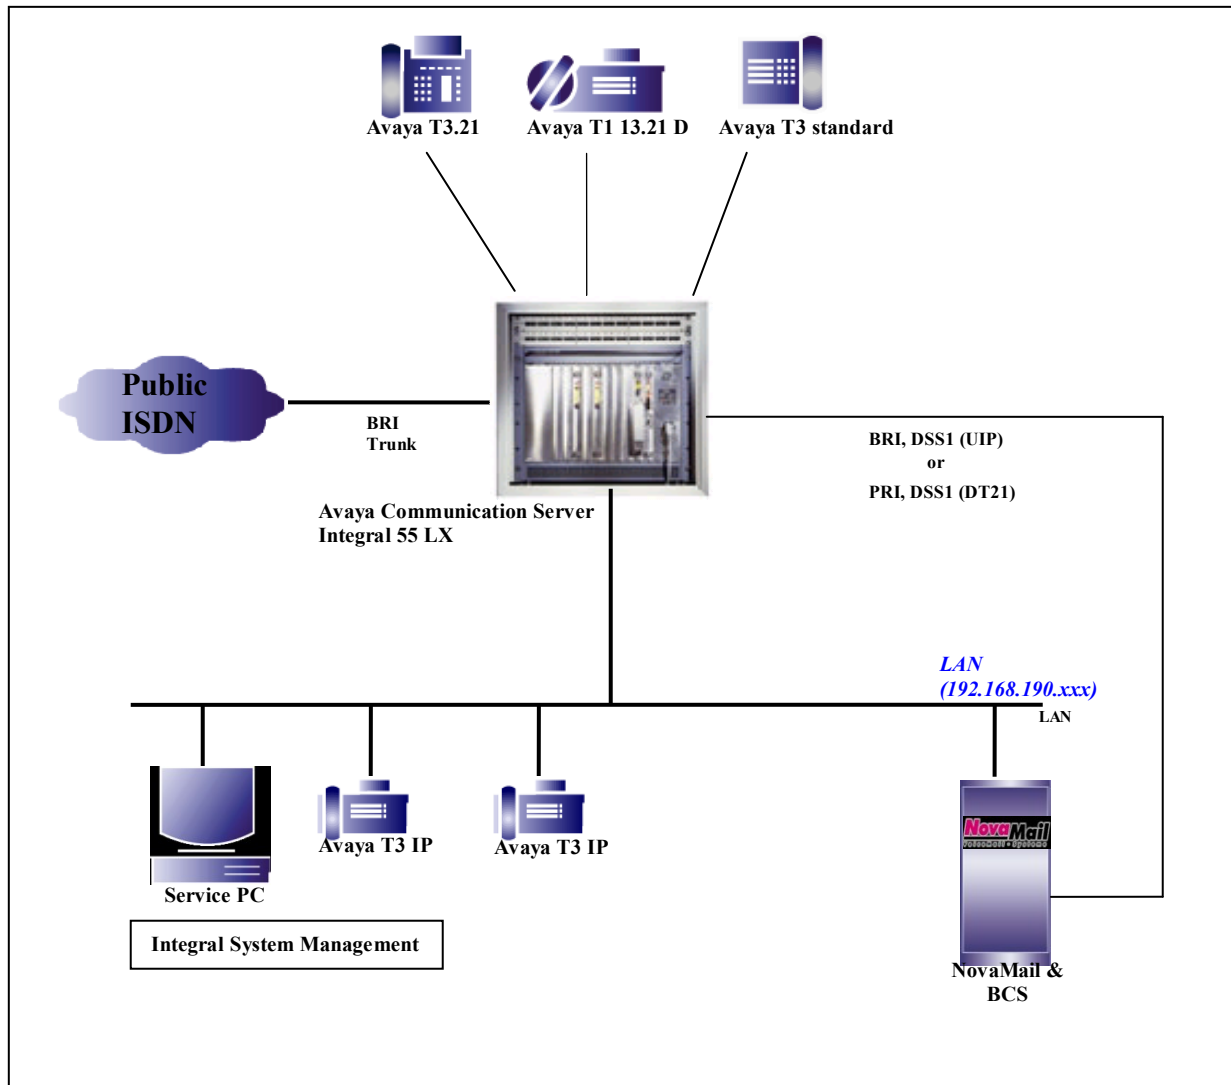 Avaya T3.21
Avaya T1 13.21 D
Avaya T3 standard
Public
ISDN
BRI
Trunk
BRI, DSS1 (UIP)
or
PRI, DSS1 (DT21)
Avaya Communication Server
Integral 55 LX
LAN
(192.168.190.xxx)
LAN
NovaMail
VoiceMail • Systems
Avaya T3 IP
Avaya T3 IP
Service PC
Integral System Management
NovaMail &
BCS